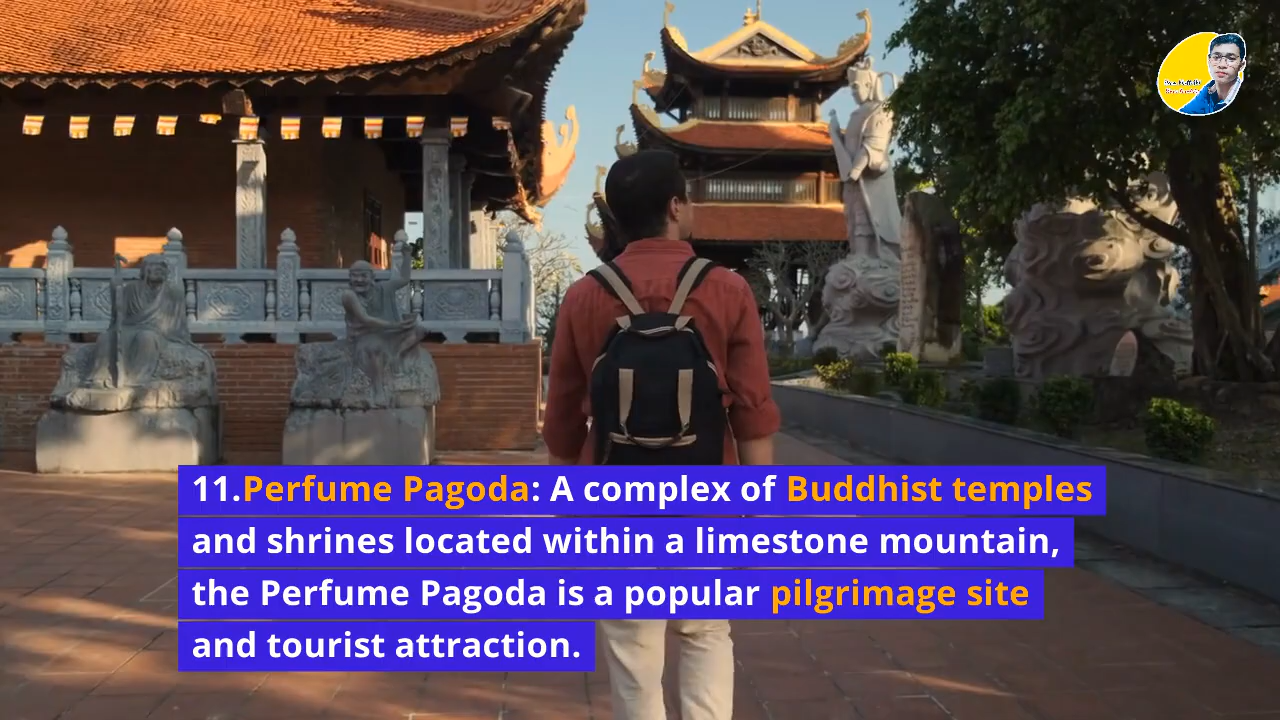 11.Perfume Pagoda: A complex of Buddhist temples
and shrines located within a limestone mountain,
the Perfume Pagoda is a popular pilgrimage site
and tourist attraction.